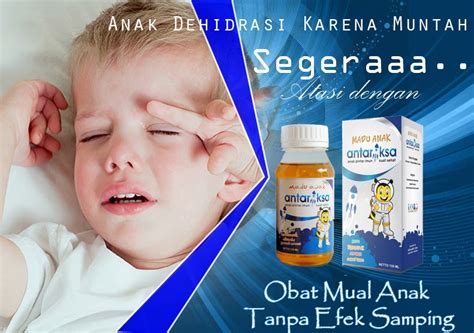 Anak Dehidrasi Karena Muntah
Segeraaa..
Atasi dengan
MADU ANAK
antariksa
MADU ANAK
antariksa
Obat Mual Anak
Tanpa Efek Samping